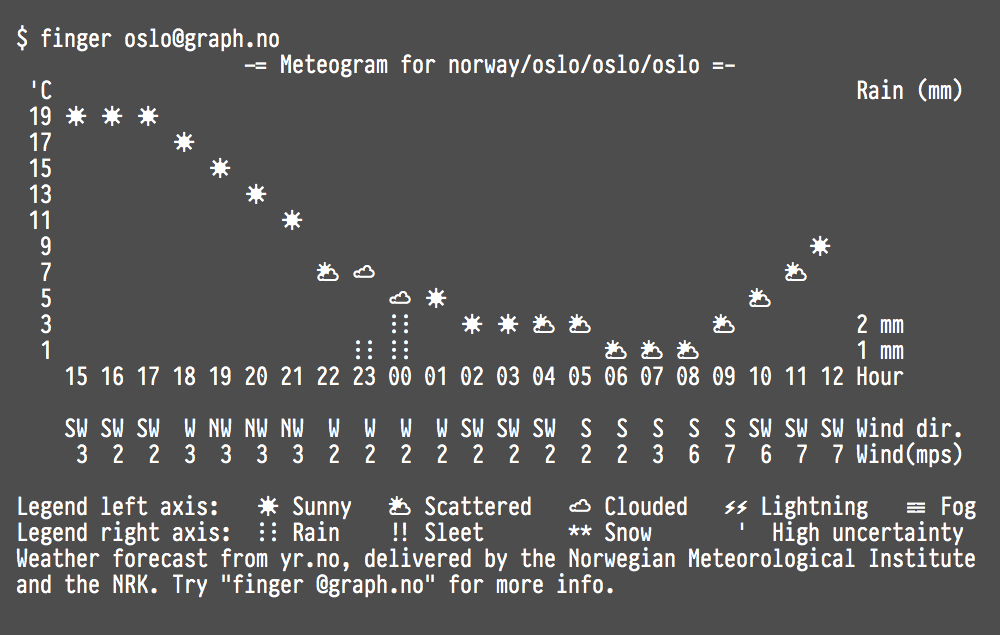 $ finger oslo@graph.no
-= Meteogram for norway/oslo/oslo/oslo =-
'C Rain (mm)
19 ☀ ☀ ☀
17 ☀
15 ☀
13 ☀
11 ☀
9 ☀
7 ⛅ ☁ ⛅
5 ☁ ☀ ⛅
3 ⡇⡇ ☀ ☀ ⛅ ⛅ ⛅ 2 mm
1 ⡇⡇ ⡇⡇ ⛅ ⛅ ⛅ 1 mm
15 16 17 18 19 20 21 22 23 00 01 02 03 04 05 06 07 08 09 10 11 12 Hour
SW SW SW W NW NW NW W W W W SW SW SW S S S S S SW SW SW Wind dir.
3 2 2 3 3 3 3 2 2 2 2 2 2 2 2 2 3 6 7 6 7 7 Wind(mps)
Legend left axis: ☀ Sunny ⛅ Scattered ☁ Clouded ⚡⚡ Lightning ≡ Fog
Legend right axis: ⡇⡇ Rain !! Sleet ** Snow ' High uncertainty
Weather forecast from yr.no, delivered by the Norwegian Meteorological Institute
and the NRK. Try "finger @graph.no" for more info.